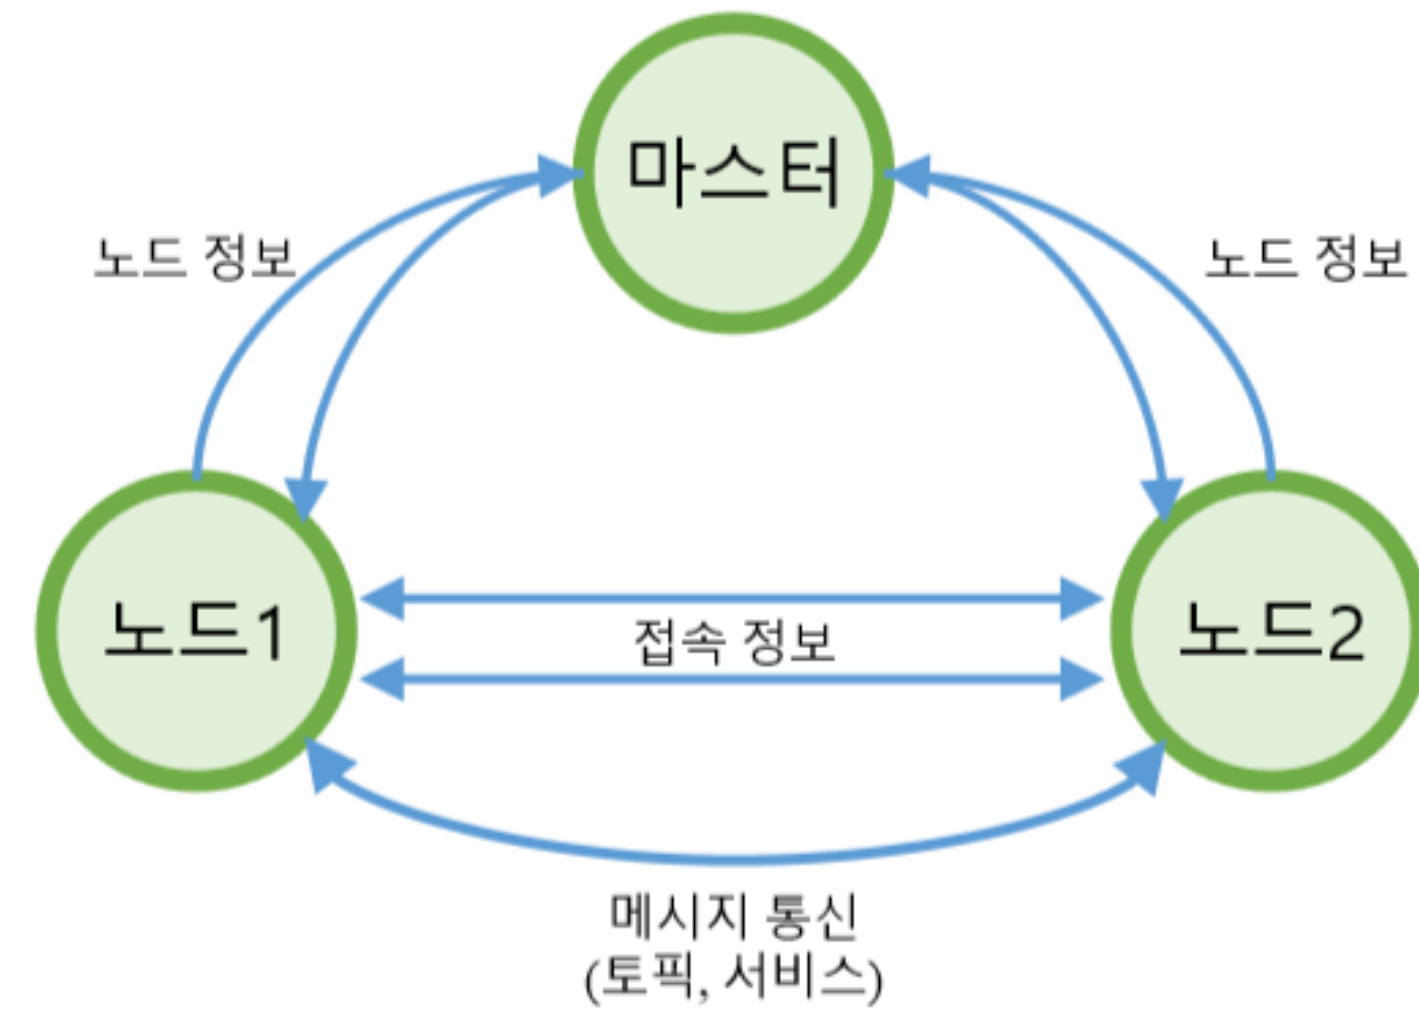 마스터
노드 정보
노드 정보
노드1
접속 정보
노드2
메시지 통신
(토픽, 서비스)